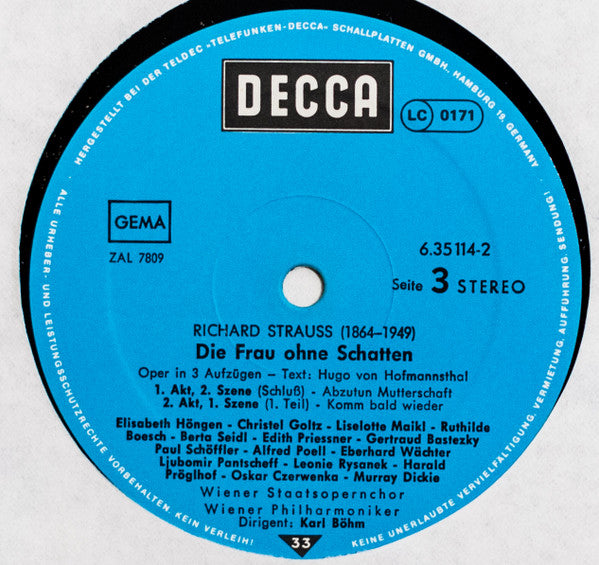 HERGESTELLT BEI DER TELDEC »TELEFUNKEN-DECCA« SCHALLPLATTEN GMBH, HAMBURG 19, GERMANY
DECCA
LC 0171
GEMA
ZAL 7809
6.35114-2
Seite 3 STEREO
RICHARD STRAUSS (1864–1949)
Die Frau ohne Schatten
Oper in 3 Aufzügen – Text: Hugo von Hofmannsthal
1. Akt, 2. Szene (Schluß) - Abzutun Mutterschaft
2. Akt, 1. Szene (1. Teil) - Komm bald wieder
Elisabeth Höngen - Christel Goltz - Liselotte Maikl - Ruthilde
Boesch - Berta Seidl - Edith Priessner - Gertraud Bastezky
Paul Schöffler - Alfred Poell - Eberhard Wächter
Ljubomir Pantscheff - Leonie Rysanek - Harald
Pröglhof - Oskar Czerwenka - Murray Dickie
Wiener Staatsopernchor
Wiener Philharmoniker
Dirigent: Karl Böhm
33
ALLE URHEBER- UND LEISTUNGSSCHUTZRECHTE VORBEHALTEN. KEIN VERLEIH!
KEINE UNERLAUBTE VERVIELFÄLTIGUNG, VERMIETUNG, AUFFÜHRUNG, SENDUNG!